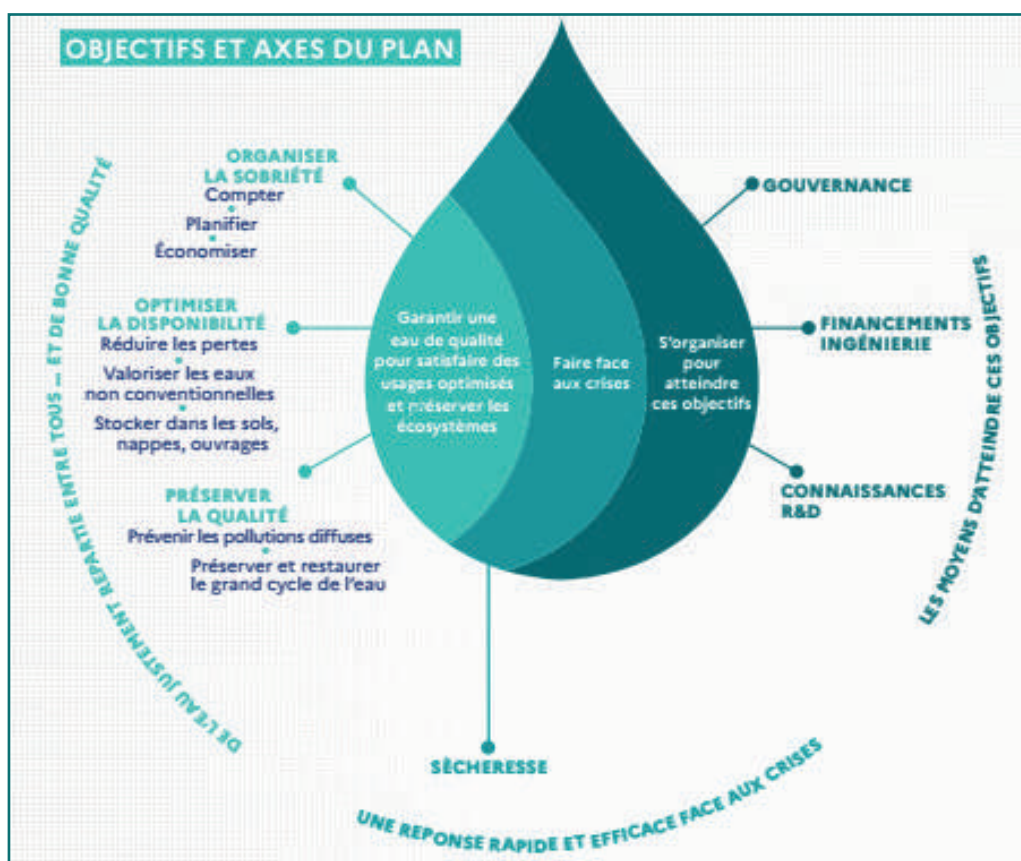 OBJECTIFS ET AXES DU PLAN
ORGANISER
LA SOBRIÉTÉ
Compter
Planifier
Économiser
OPTIMISER
LA DISPONIBILITÉ
Réduire les pertes
Valoriser les eaux
non conventionnelles
Stocker dans les sols,
nappes, ouvrages
PRÉSERVER
LA QUALITÉ
Prévenir les pollutions diffuses
Préserver et restaurer
le grand cycle de l'eau
DE L'EAU JUSTEMENT REPARTIE ENTRE TOUS ... ET DE BONNE QUALITÉ
Garantir une
eau de qualité
pour satisfaire des
usages optimisés
et préserver les
écosystèmes
Faire face
aux crises
S'organiser
pour
atteindre
ces objectifs
GOUVERNANCE
FINANCEMENTS
INGÉNIERIE
CONNAISSANCES
R&D
LES MOYENS D'ATTEINDRE CES OBJECTIFS
SÈCHERESSE
UNE REPONSE RAPIDE ET EFFICACE FACE AUX CRISES